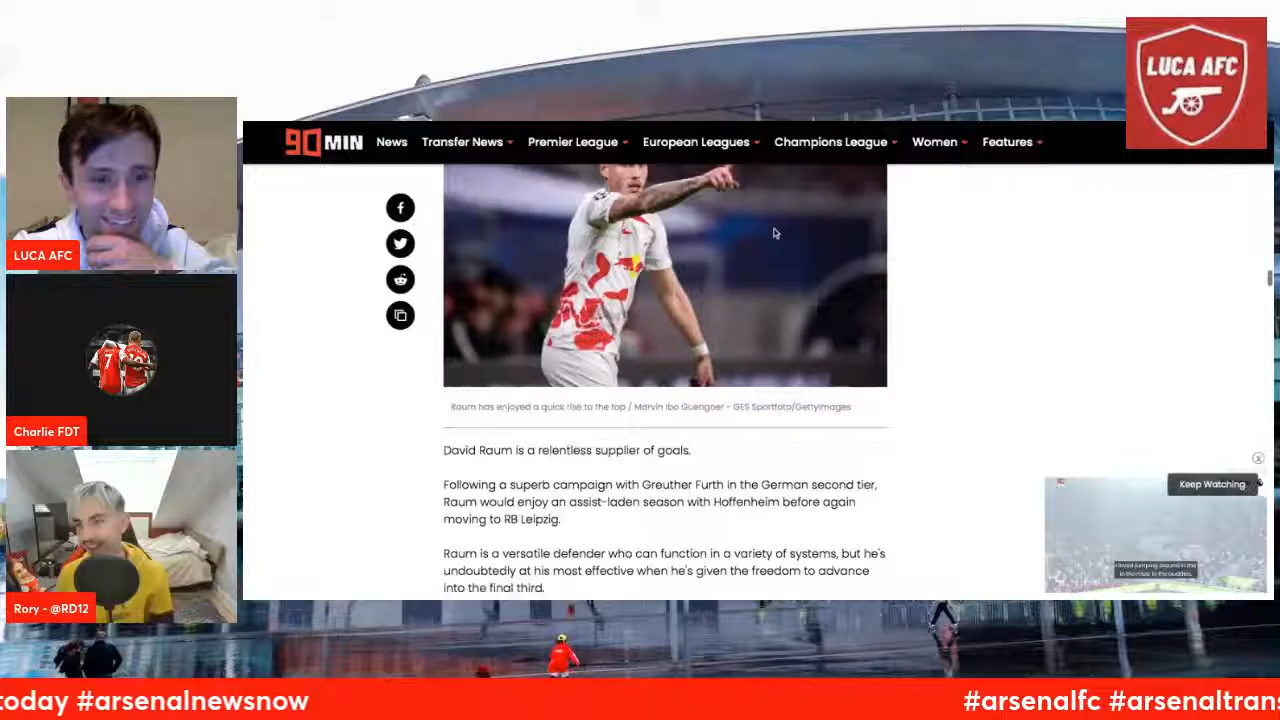 LUCA AFC
90MIN
News
Transfer News
Premier League
European Leagues
Champions League
Women
Features
LUCA AFC
7
Charlie FDT
Raum has enjoyed a quick rise to the top / Marvin Ibo Guengoer - GES Sportfoto/GettyImages
David Raum is a relentless supplier of goals.
Following a superb campaign with Greuther Furth in the German second tier,
Raum would enjoy an assist-laden season with Hoffenheim before again
moving to RB Leipzig.
Raum is a versatile defender who can function in a variety of systems, but he's
undoubtedly at his most effective when he's given the freedom to advance
into the final third.
Keep Watching
Rory - @RD12
today #arsenalnewsnow
#arsenalfc #arsenaltrans